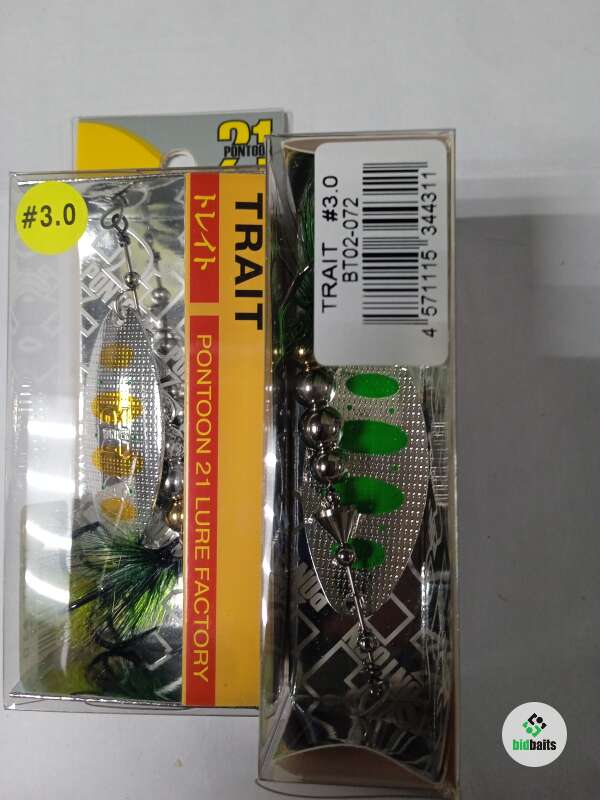 21
PONTOON
#3.0
TRAIT
トレイト
PONTOON 21 LURE FACTORY
TRAIT #3.0
BT02-072
4 571115 344311
bidbaits